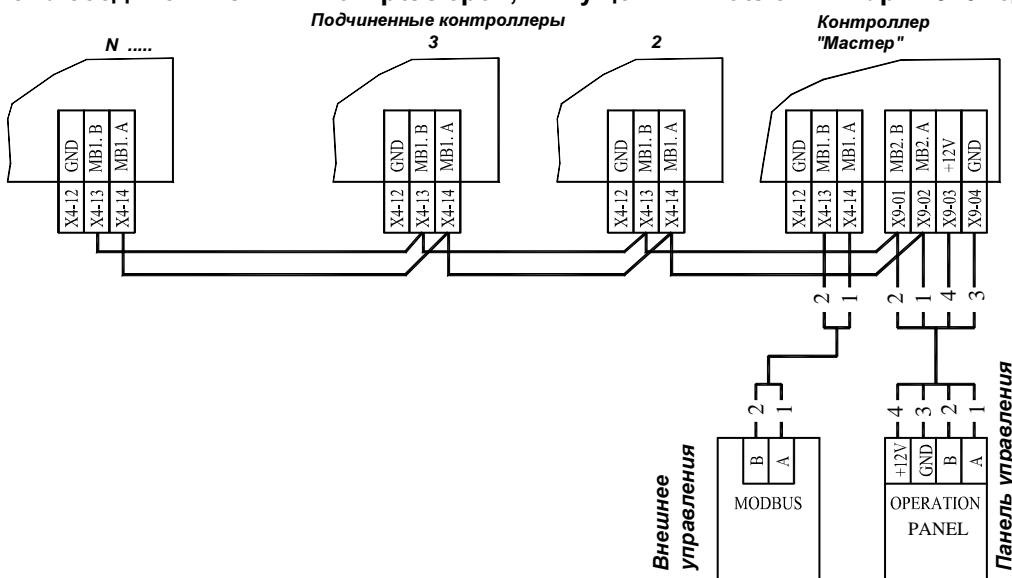 Подчиненные контроллеры
Контроллер
"Мастер"
N .....
3
2
GND
MB1. B
MB1. A
GND
MB1. B
MB1. A
GND
MB1. B
MB1. A
GND
MB1. B
MB1. A
MB2. B
MB2. A
+12V
GND
X4-12
X4-13
X4-14
X4-12
X4-13
X4-14
X4-12
X4-13
X4-14
X4-12
X4-13
X4-14
X9-01
X9-02
X9-03
X9-04
2
1
2
1
4
3
2
1
4
3
2
1
B
A
MODBUS
+12V
GND
B
A
OPERATION
PANEL
Внешнее
управления
Панель управления